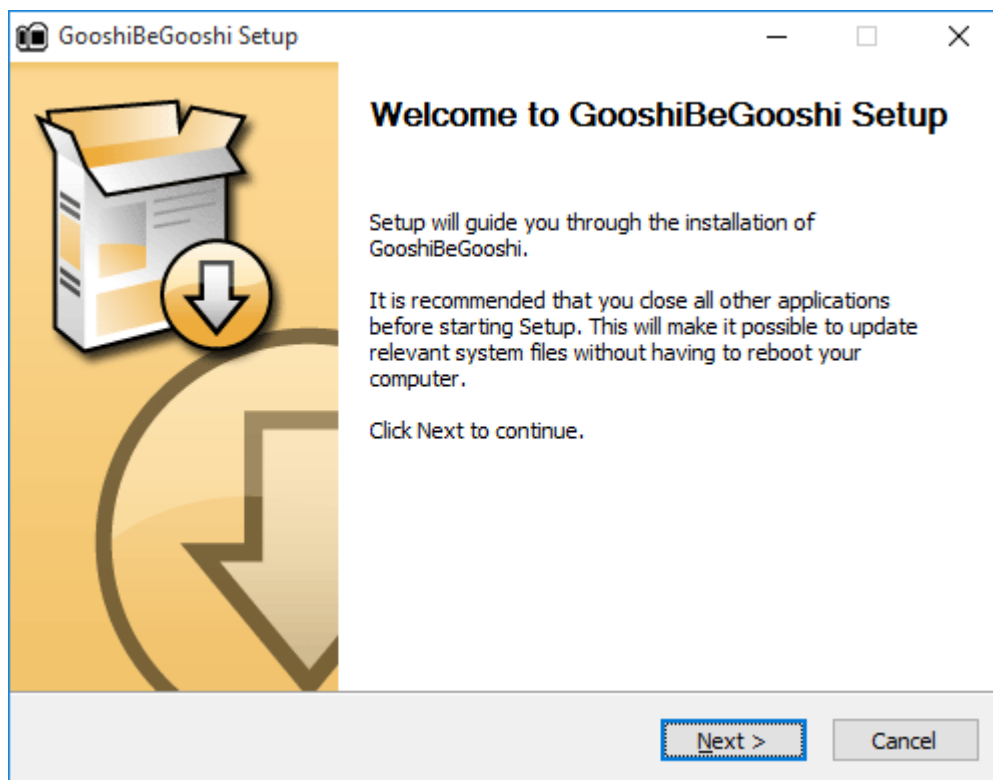 GooshiBeGooshi Setup
Welcome to GooshiBeGooshi Setup
Setup will guide you through the installation of
GooshiBeGooshi.
It is recommended that you close all other applications
before starting Setup. This will make it possible to update
relevant system files without having to reboot your
computer.
Click Next to continue.
Next >
Cancel